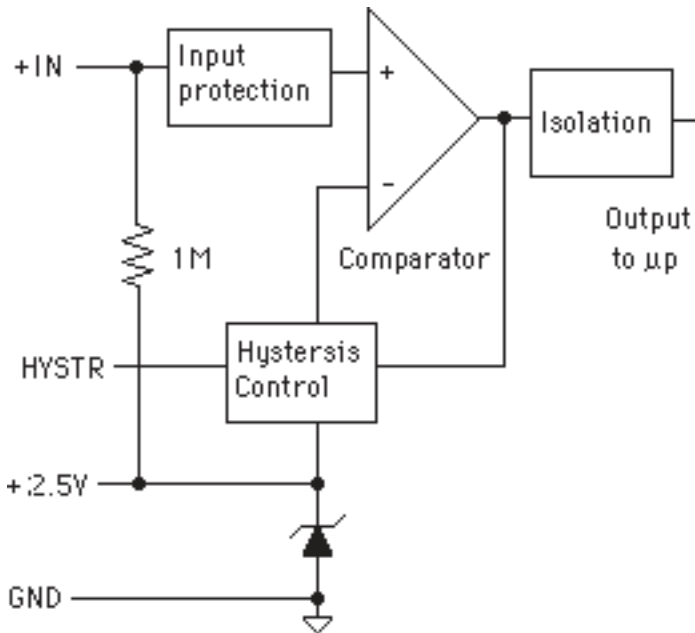 +IN
Input
protection
+
Isolation
-
Output
to µp
1M
Comparator
HYSTR
Hystersis
Control
+:2.5V
GND